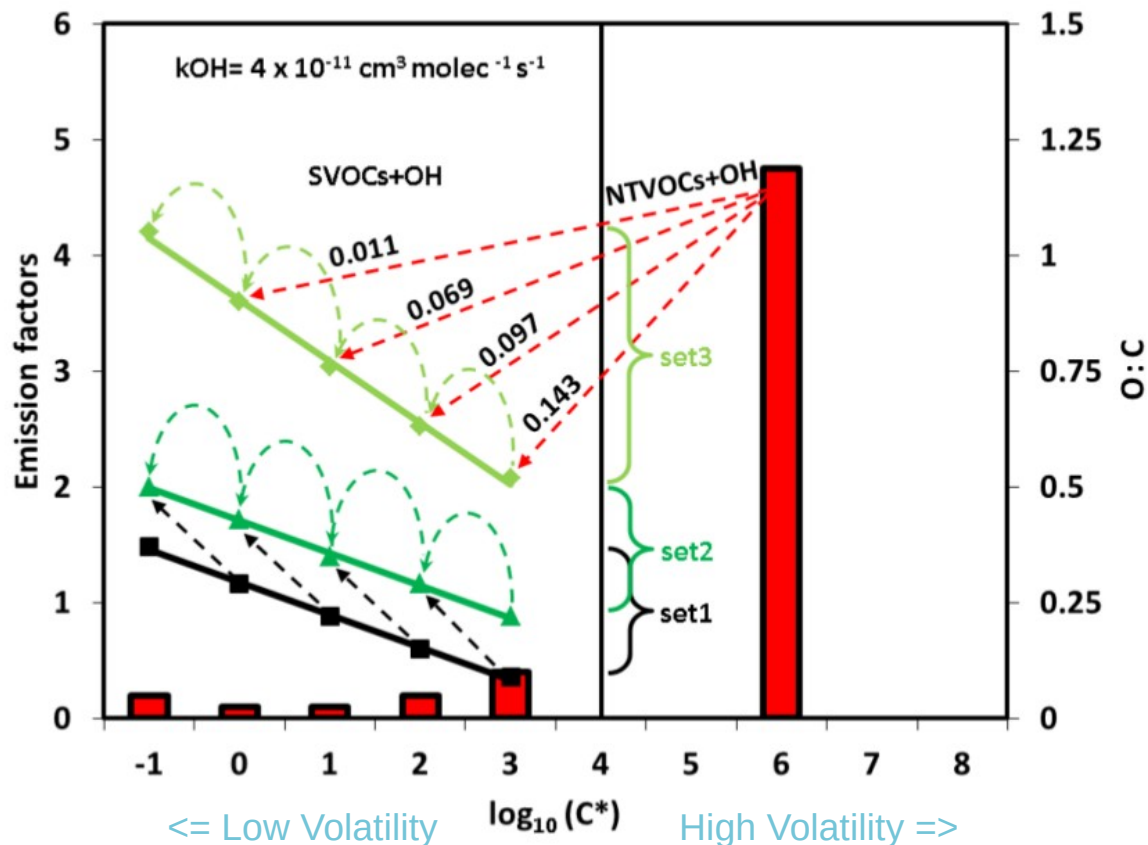 6
5
4
3
2
1
0
Emission factors
kOH= 4 x 10⁻¹¹ cm³ molec ⁻¹ s⁻¹
SVOCs+OH
NTVOCs+OH
0.011
0.069
0.097
0.143
set3
set2
set1
1.5
1.25
1
0.75
0.5
0.25
0
O:C
-1 0 1 2 3 4 5 6 7 8
log₁₀ (C*)
<= Low Volatility
High Volatility =>